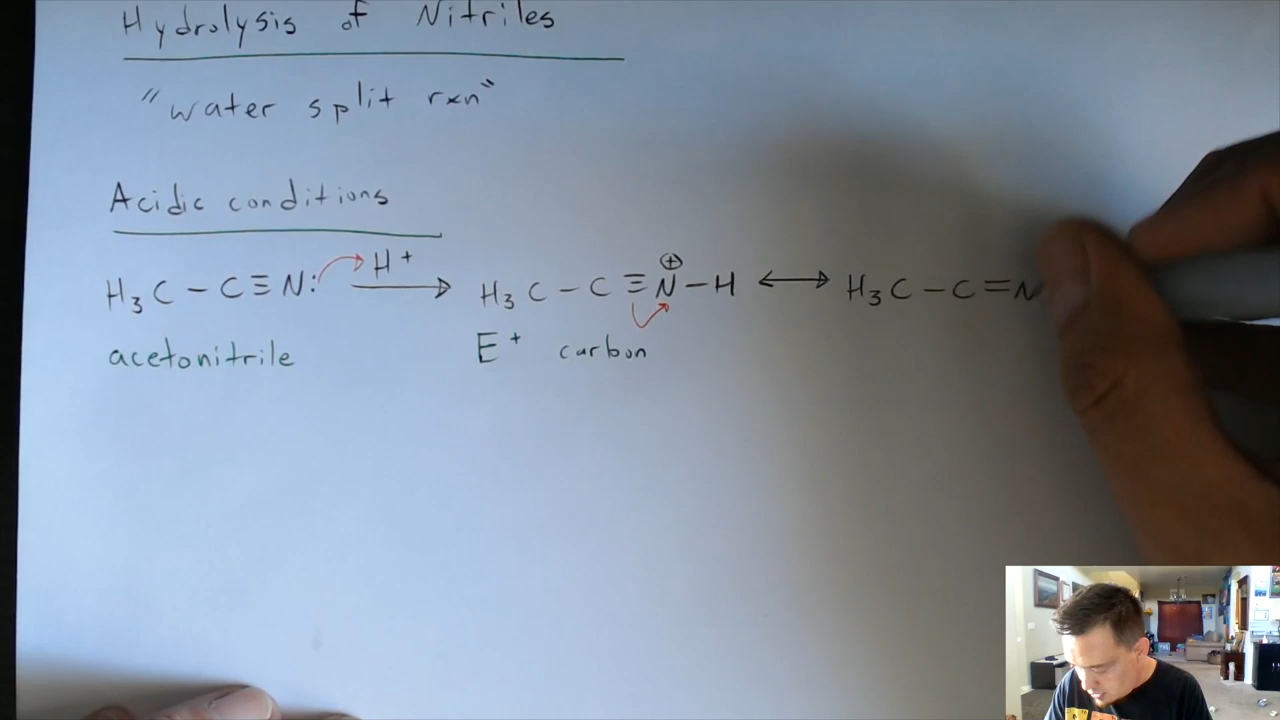 Hydrolysis of Nitriles
"water split rxn"
Acidic conditions
H₃C–C≡N: H⁺ → H₃C–C≡N⊕–H ↔ H₃C–C=N
acetonitrile E⁺ carbon